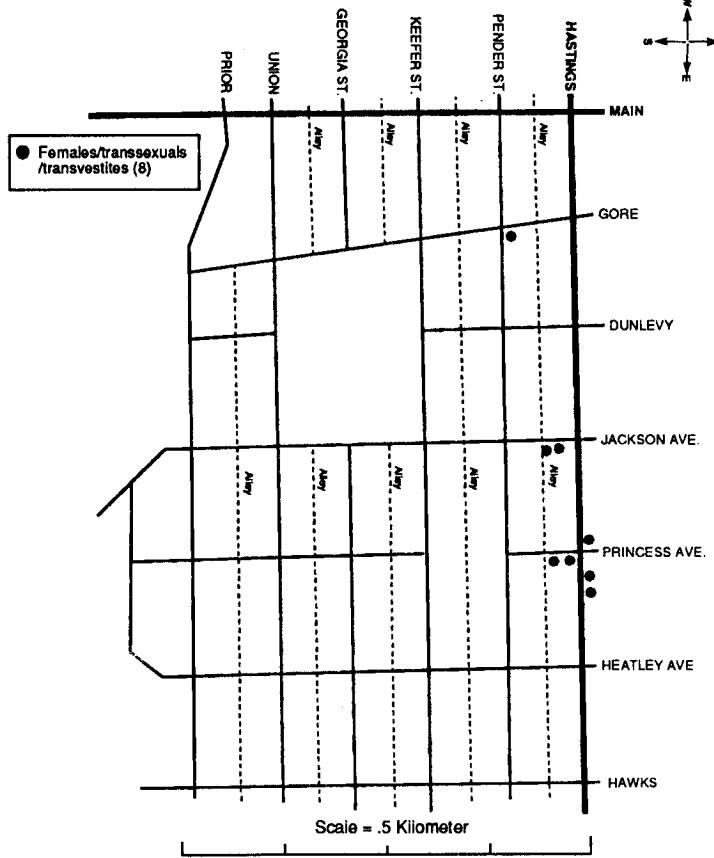 W
S
E
PRIOR
UNION
GEORGIA ST.
KEEFER ST.
PENDER ST.
HASTINGS
MAIN
Alley
Alley
Alley
Alley
Females/transsexuals
/transvestites (8)
GORE
DUNLEVY
JACKSON AVE.
Alley
Alley
Alley
Alley
Alley
PRINCESS AVE.
HEATLEY AVE
HAWKS
Scale = .5 Kilometer